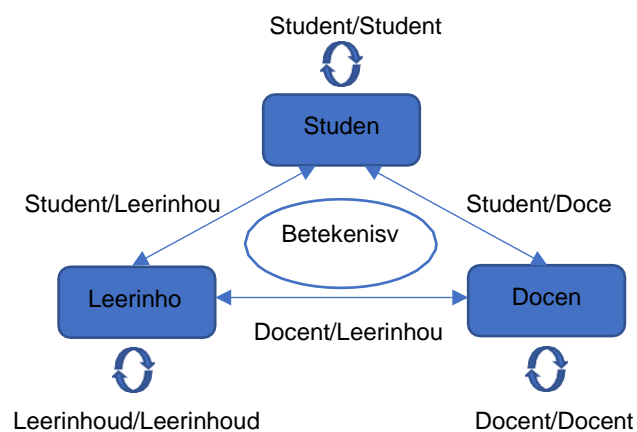 Student/Student
Studen
Student/Leerinhou
Student/Doce
Betekenisv
Leerinho
Docen
Docent/Leerinhou
Leerinhoud/Leerinhoud
Docent/Docent